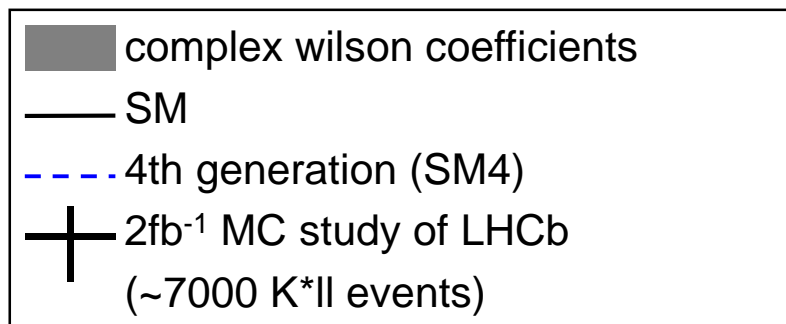 complex wilson coefficients
SM
4th generation (SM4)
2fb⁻¹ MC study of LHCb
(~7000 K*ll events)